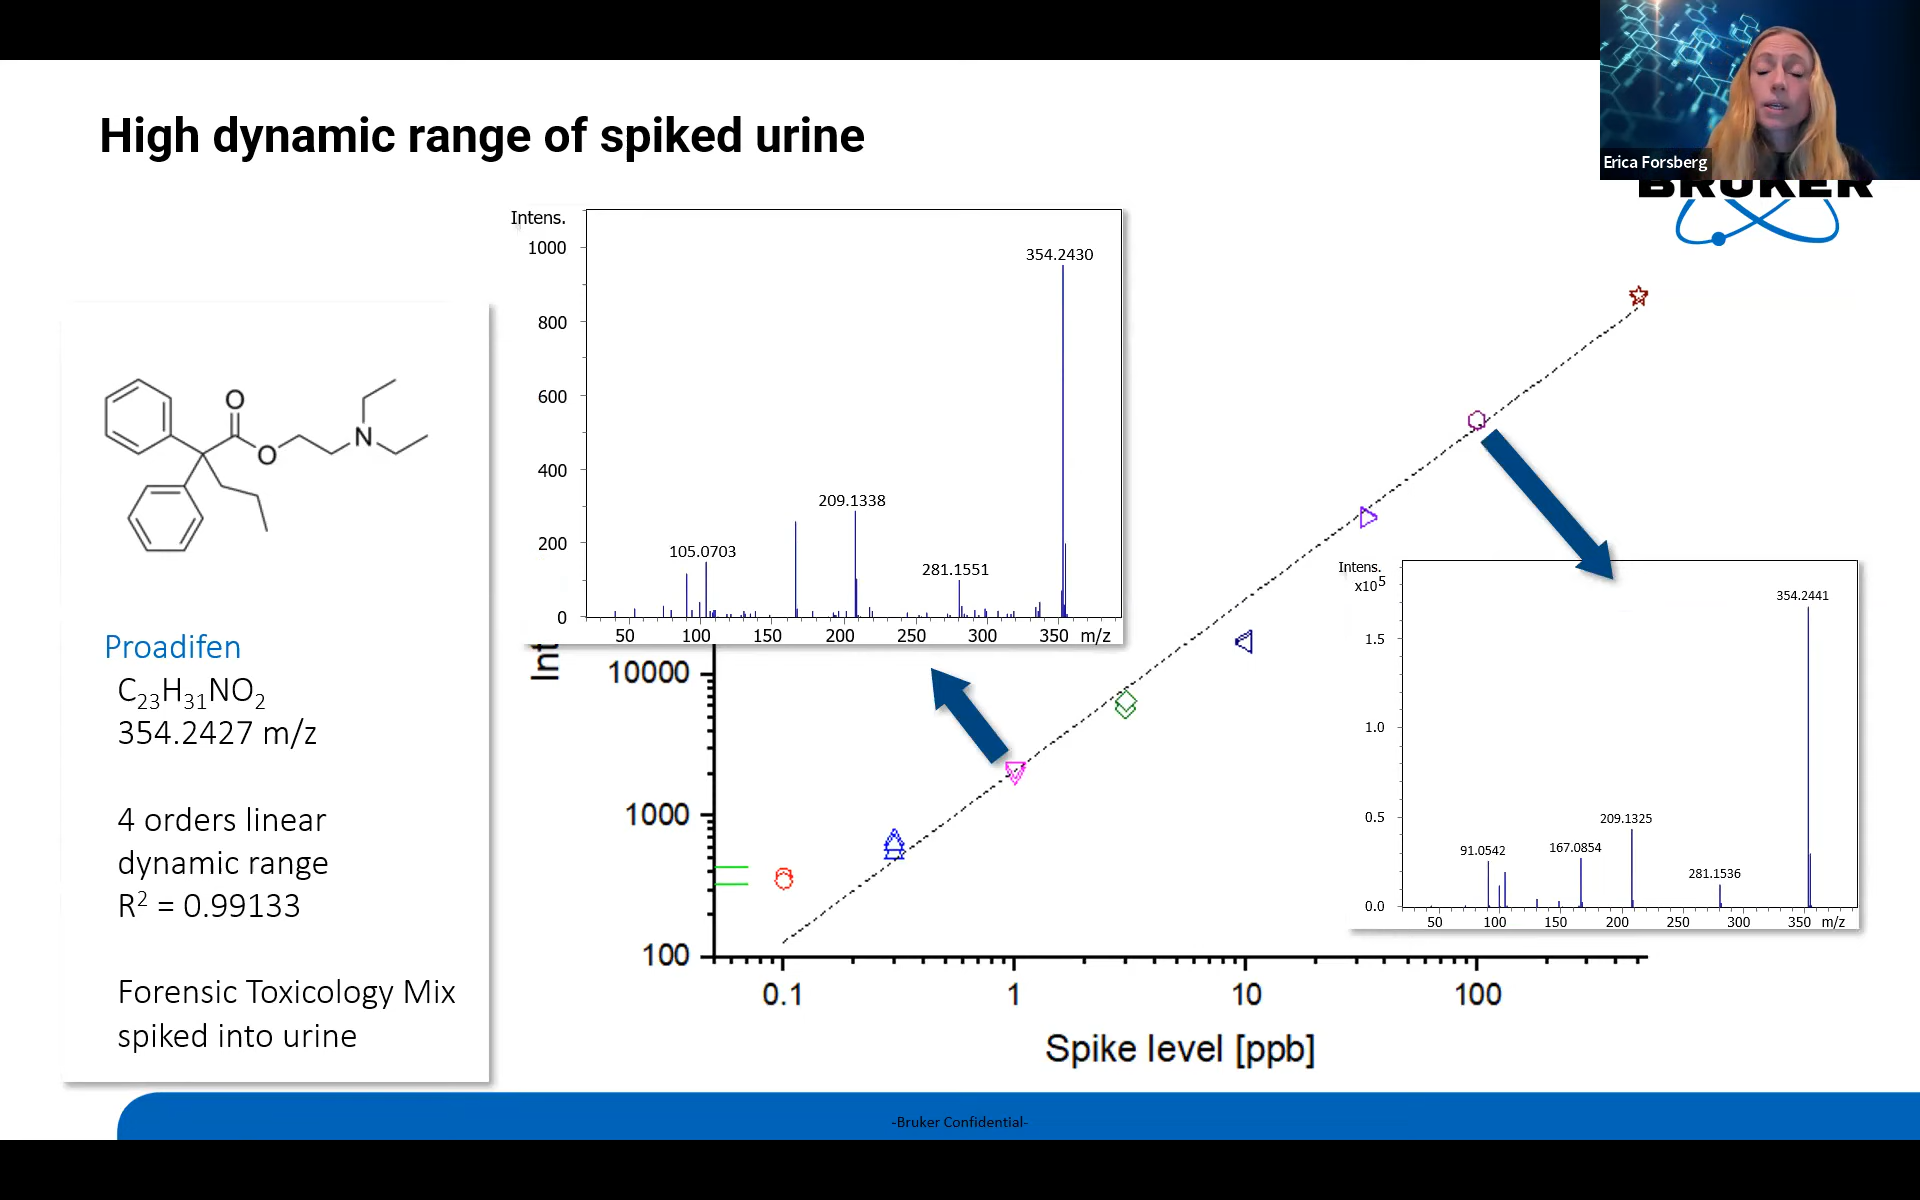 High dynamic range of spiked urine
Erica Forsberg
BRUKER
Intens.
1000
800
600
400
200
0
354.2430
209.1338
105.0703
281.1551
50 100 150 200 250 300 350 m/z
O
O
N
Proadifen
C23H31NO2
354.2427 m/z
4 orders linear
dynamic range
R2 = 0.99133
Forensic Toxicology Mix
spiked into urine
Int
10000
1000
100
0.1 1 10 100
Spike level [ppb]
Intens.
x105
1.5
1.0
0.5
0.0
354.2441
209.1325
91.0542
167.0854
281.1536
50 100 150 200 250 300 350 m/z
-Bruker Confidential-